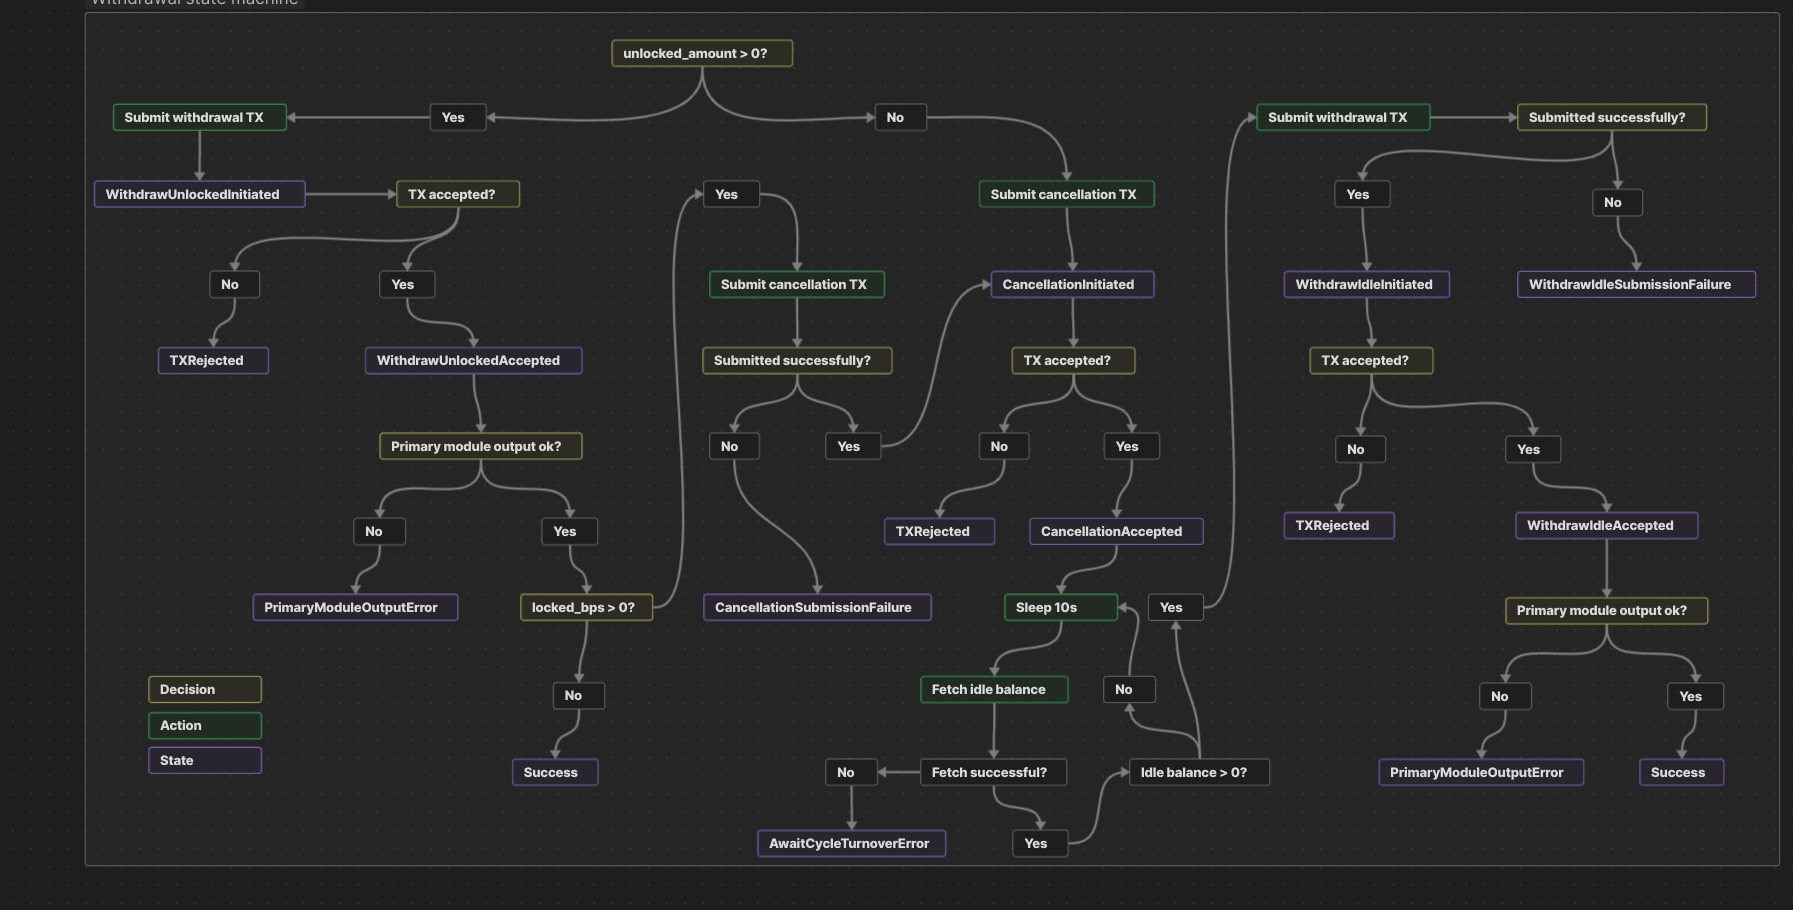 Withdrawal state machine
unlocked_amount > 0?
Submit withdrawal TX
Yes
No
Submit withdrawal TX
Submitted successfully?
WithdrawUnlockedInitiated
TX accepted?
Yes
Submit cancellation TX
Yes
No
No
Yes
Submit cancellation TX
CancellationInitiated
WithdrawIdleInitiated
WithdrawIdleSubmissionFailure
TXRejected
WithdrawUnlockedAccepted
Submitted successfully?
TX accepted?
TX accepted?
Primary module output ok?
No
Yes
No
Yes
No
Yes
No
Yes
TXRejected
CancellationAccepted
TXRejected
WithdrawIdleAccepted
PrimaryModuleOutputError
locked_bps > 0?
CancellationSubmissionFailure
Sleep 10s
Yes
Primary module output ok?
Decision
No
Fetch idle balance
No
No
Yes
Action
State
Success
No
Fetch successful?
Idle balance > 0?
PrimaryModuleOutputError
Success
AwaitCycleTurnoverError
Yes